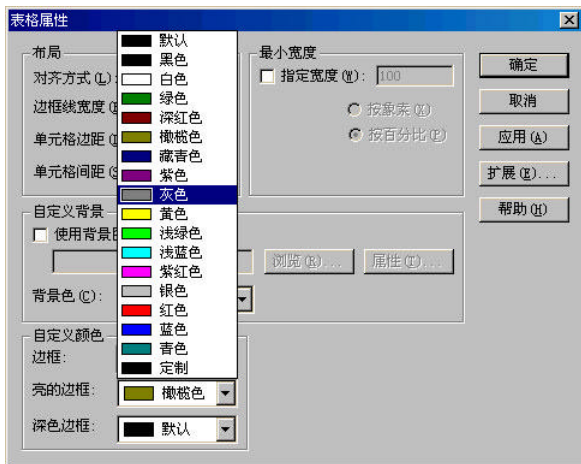 表格属性
布局
对齐方式(L):
边框线宽度(
单元格边距(
单元格间距(
默认
黑色
白色
绿色
深红色
橄榄色
藏青色
紫色
灰色
黄色
浅绿色
浅蓝色
紫红色
银色
红色
蓝色
青色
定制
最小宽度
指定宽度(W): 100
按象素(X)
按百分比(P)
确定
取消
应用(A)
扩展(E)...
帮助(H)
自定义背景
使用背景
浏览(R)...
属性(T)...
背景色(C):
自定义颜色
边框:
亮的边框: 橄榄色
深色边框: 默认